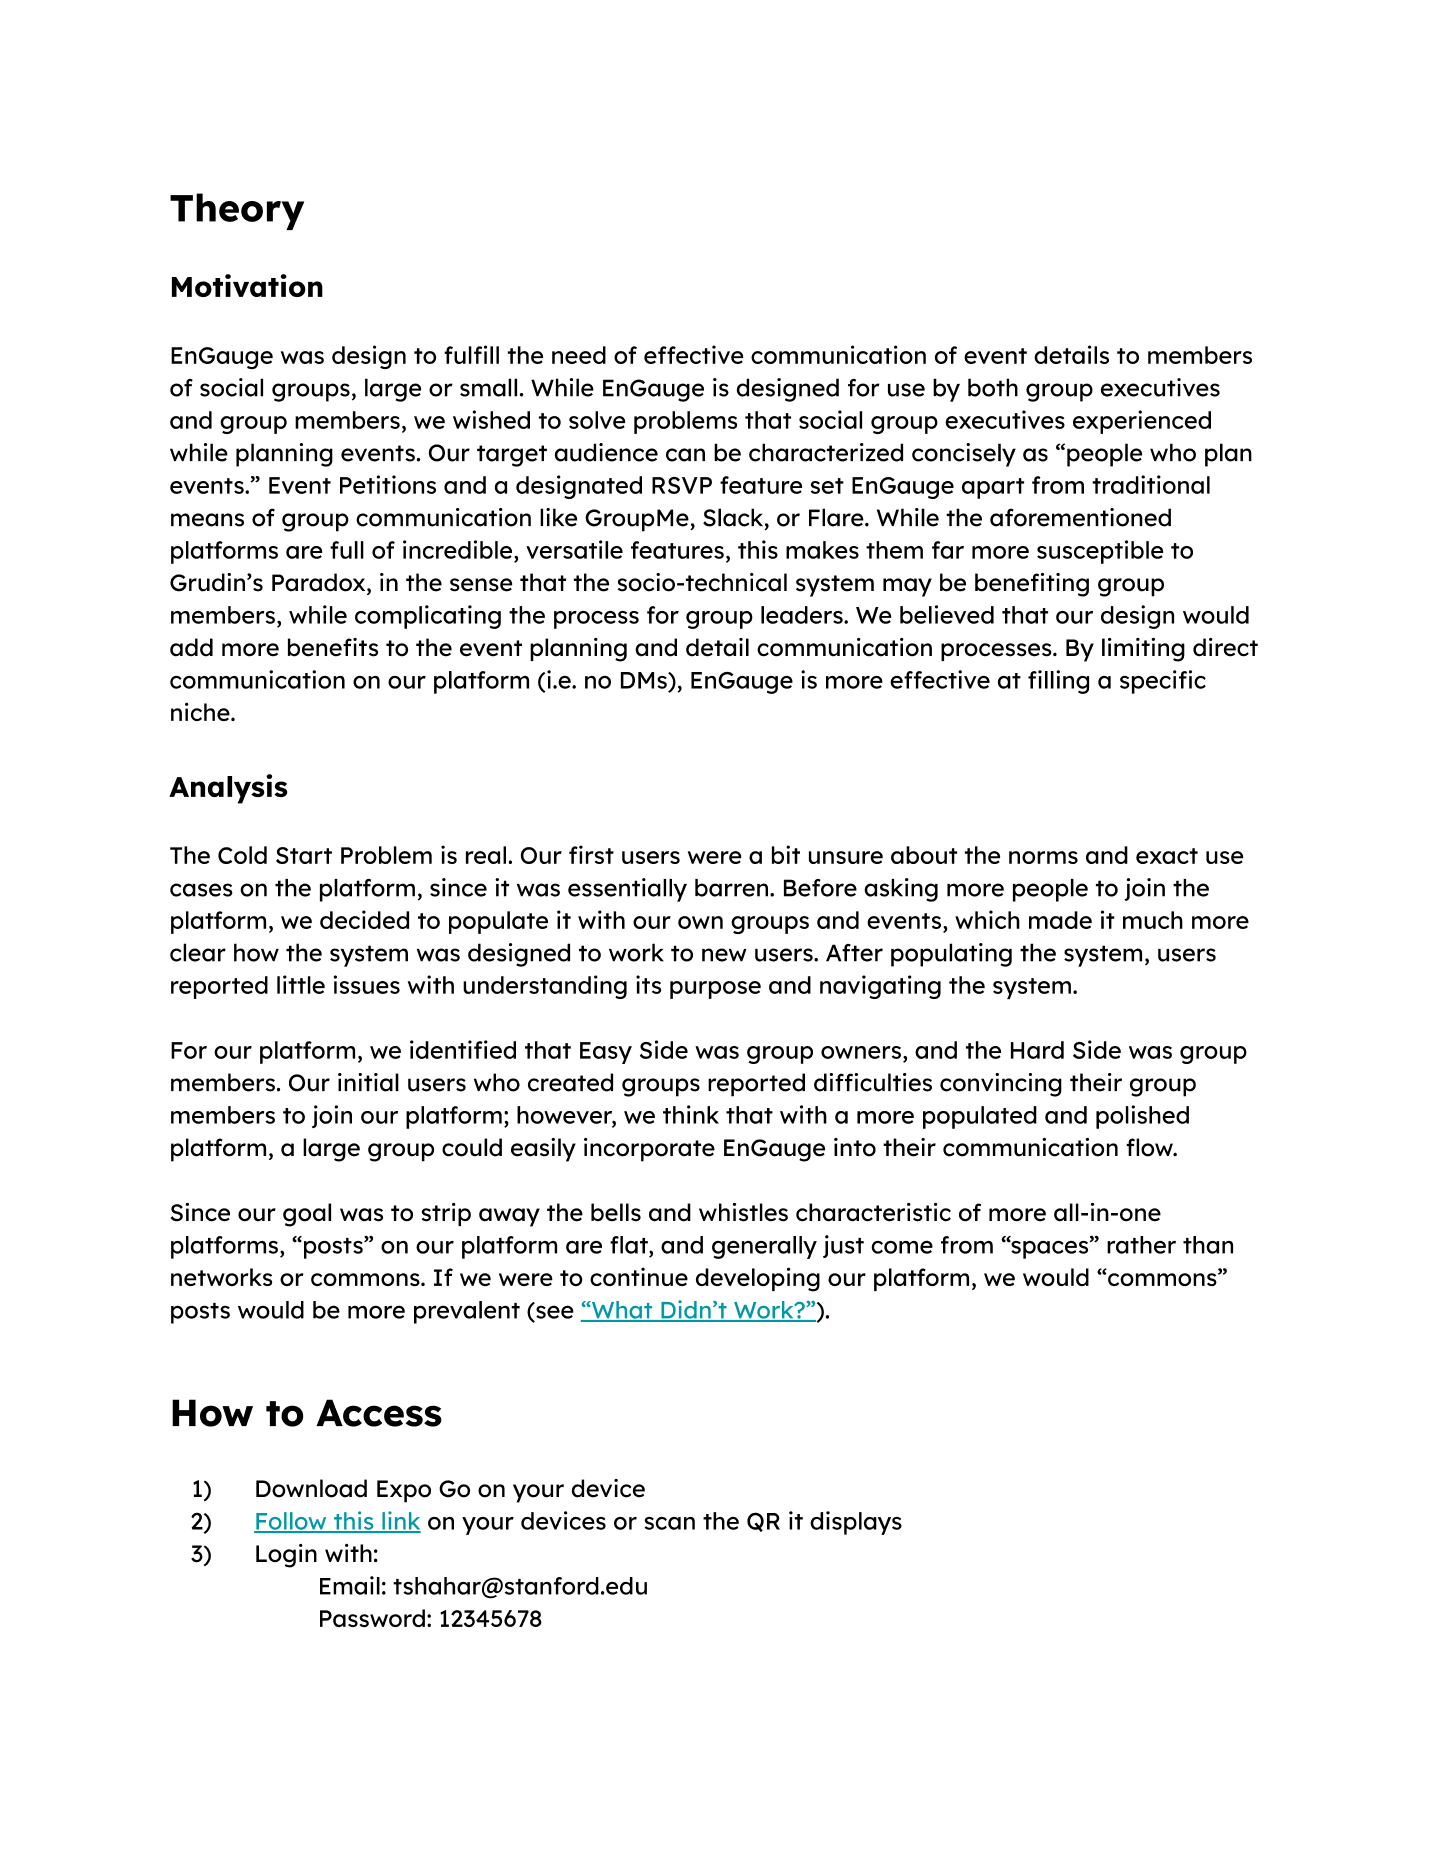 Theory
Motivation
EnGauge was design to fulfill the need of effective communication of event details to members
of social groups, large or small. While EnGauge is designed for use by both group executives
and group members, we wished to solve problems that social group executives experienced
while planning events. Our target audience can be characterized concisely as “people who plan
events.” Event Petitions and a designated RSVP feature set EnGauge apart from traditional
means of group communication like GroupMe, Slack, or Flare. While the aforementioned
platforms are full of incredible, versatile features, this makes them far more susceptible to
Grudin’s Paradox, in the sense that the socio-technical system may be benefiting group
members, while complicating the process for group leaders. We believed that our design would
add more benefits to the event planning and detail communication processes. By limiting direct
communication on our platform (i.e. no DMs), EnGauge is more effective at filling a specific
niche.
Analysis
The Cold Start Problem is real. Our first users were a bit unsure about the norms and exact use
cases on the platform, since it was essentially barren. Before asking more people to join the
platform, we decided to populate it with our own groups and events, which made it much more
clear how the system was designed to work to new users. After populating the system, users
reported little issues with understanding its purpose and navigating the system.
For our platform, we identified that Easy Side was group owners, and the Hard Side was group
members. Our initial users who created groups reported difficulties convincing their group
members to join our platform; however, we think that with a more populated and polished
platform, a large group could easily incorporate EnGauge into their communication flow.
Since our goal was to strip away the bells and whistles characteristic of more all-in-one
platforms, “posts” on our platform are flat, and generally just come from “spaces” rather than
networks or commons. If we were to continue developing our platform, we would “commons”
posts would be more prevalent (see “What Didn’t Work?”).
How to Access
1) Download Expo Go on your device
2) Follow this link on your devices or scan the QR it displays
3) Login with:
Email: tshahar@stanford.edu
Password: 12345678